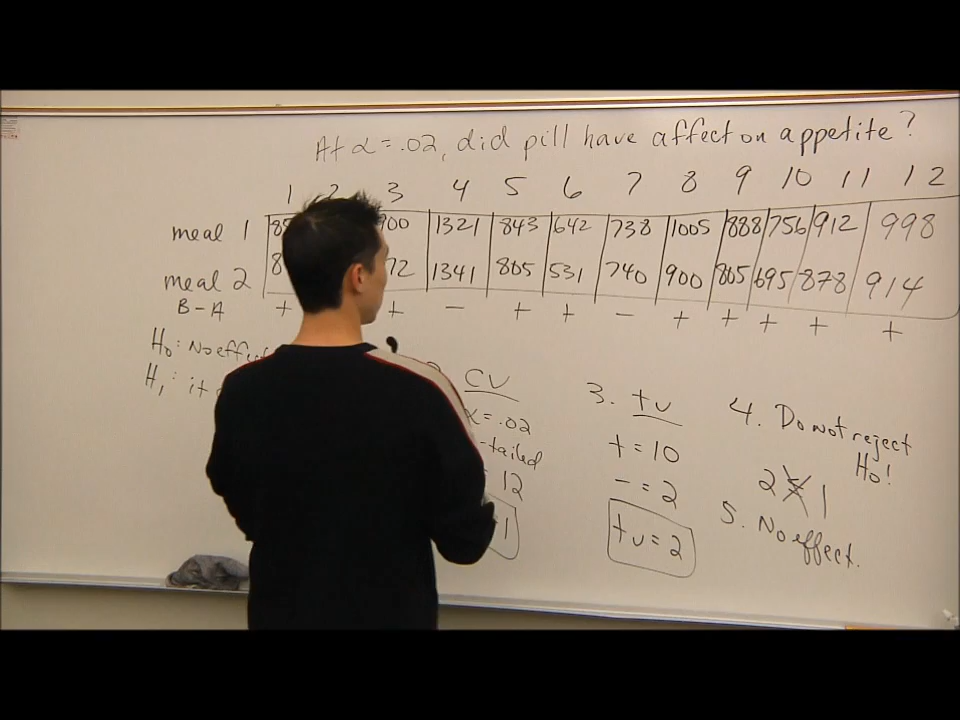 At α = .02, did pill have affect on appetite?
1 2 3 4 5 6 7 8 9 10 11 12
meal 1 1321 843 642 738 1005 888 756 912 998
meal 2 1341 805 531 740 900 805 695 878 914
B - A + + - + + - + + + + +
H0: No effect
H1: it
CV
α = .02
-tailed
12
1
3. tv
+ = 10
- = 2
tv = 2
4. Do not reject
H0!
2 ≰ 1
5. No effect.